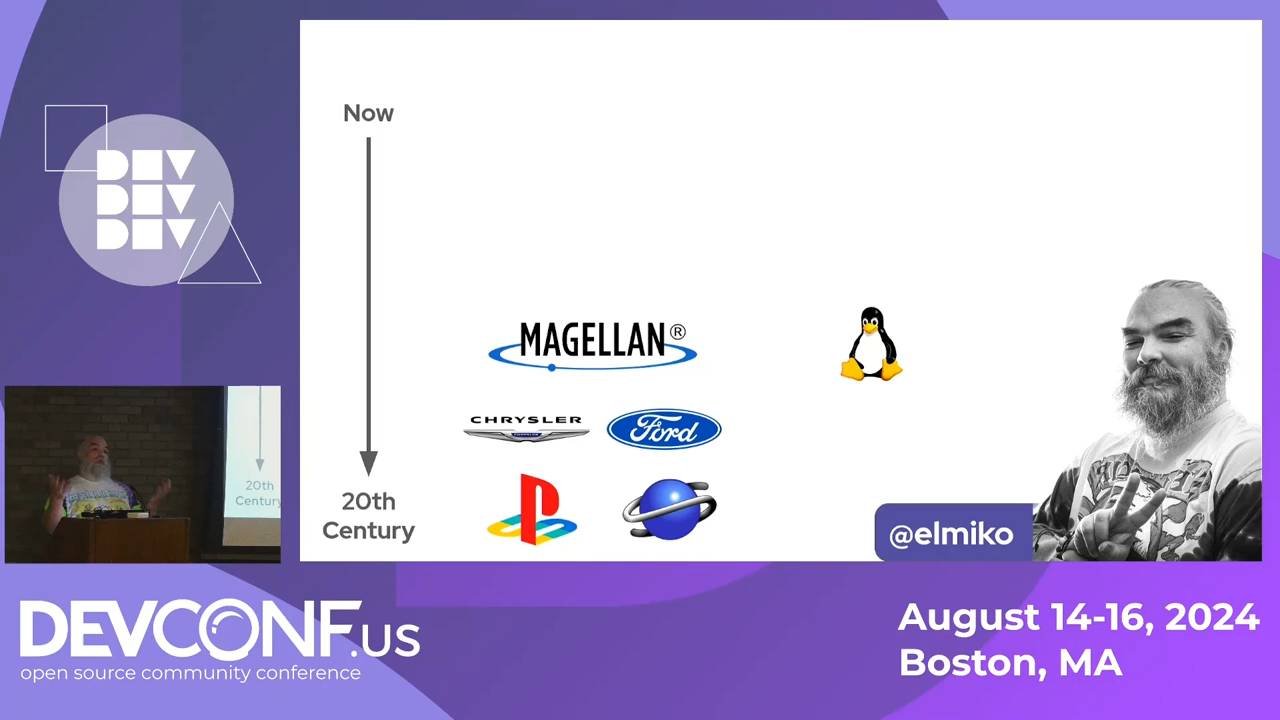 DEV
DEV
DEV
Now
MAGELLAN®
CHRYSLER
Ford
20th
Century
20th
Century
@elmiko
DEVCONF.us
open source community conference
August 14-16, 2024
Boston, MA